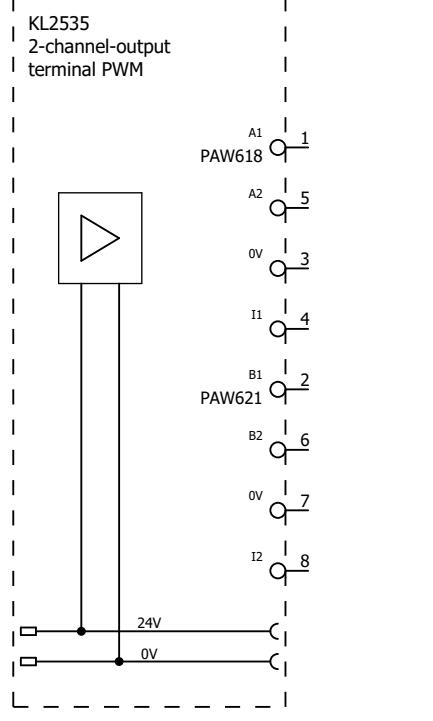 KL2535
2-channel-output
terminal PWM
A1
PAW618
1
A2
5
0V
3
I1
4
B1
PAW621
2
B2
6
0V
7
I2
8
24V
0V